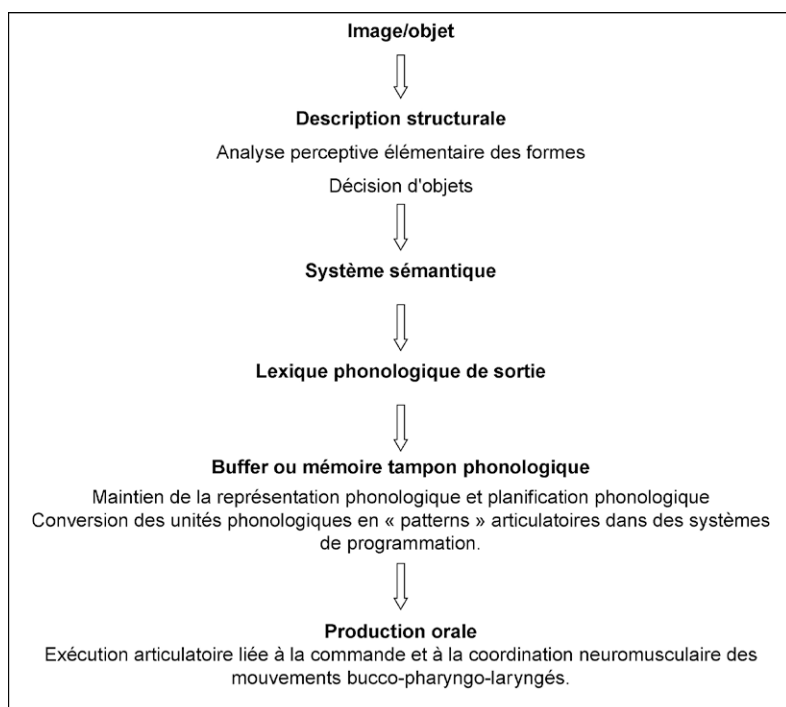 Image/objet
Description structurale
Analyse perceptive élémentaire des formes
Décision d'objets
Système sémantique
Lexique phonologique de sortie
Buffer ou mémoire tampon phonologique
Maintien de la représentation phonologique et planification phonologique
Conversion des unités phonologiques en « patterns » articulatoires dans des systèmes
de programmation.
Production orale
Exécution articulatoire liée à la commande et à la coordination neuromusculaire des
mouvements bucco-pharyngo-laryngés.